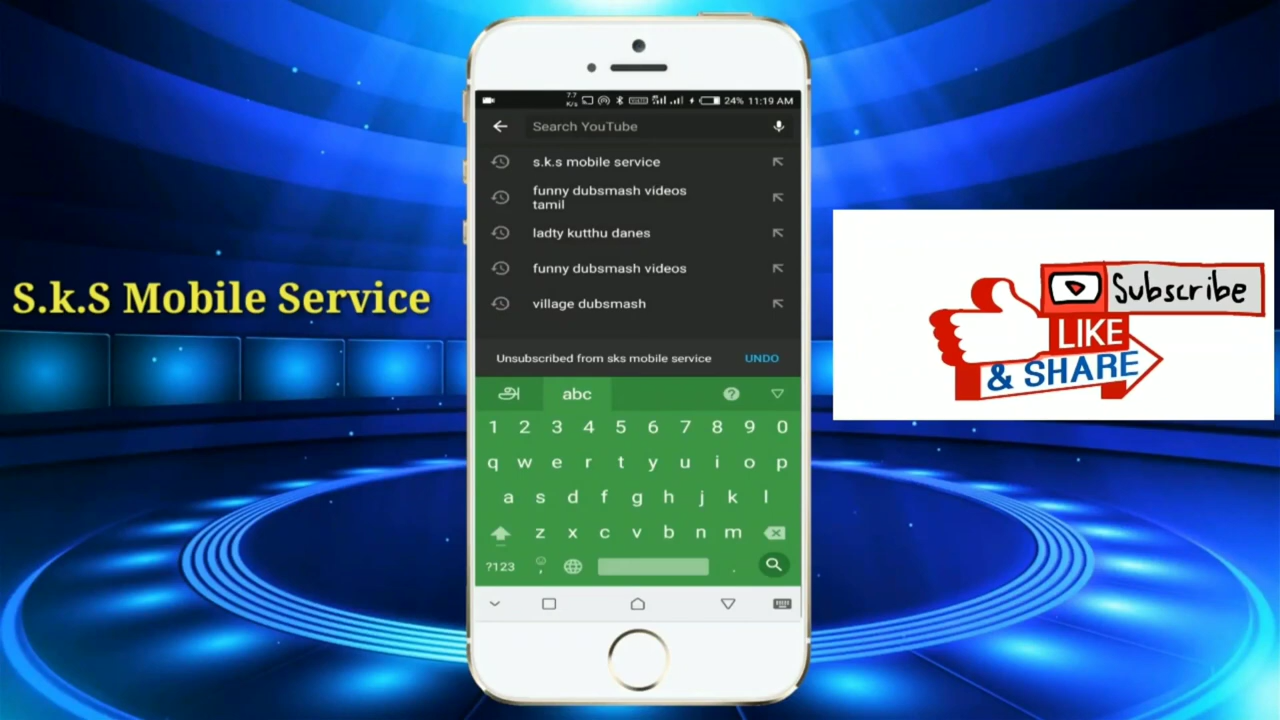 S.k.S Mobile Service
7.7
K/s
24% 11:19 AM
Search YouTube
s.k.s mobile service
funny dubsmash videos
tamil
ladty kutthu danes
funny dubsmash videos
village dubsmash
Unsubscribed from sks mobile service UNDO
அ abc ?
1 2 3 4 5 6 7 8 9 0
q w e r t y u i o p
a s d f g h j k l
z x c v b n m
?123 , .
Subscribe
LIKE
& SHARE